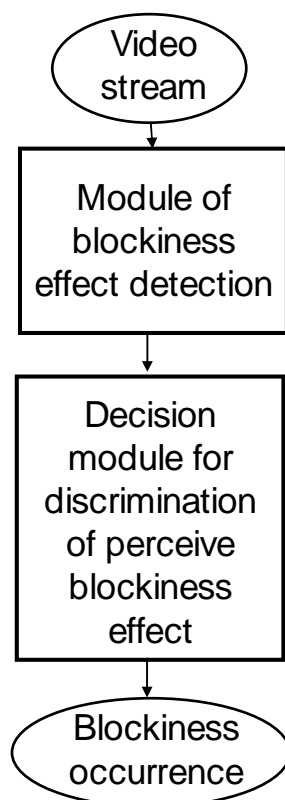 Video
stream
Module of
blockiness
effect detection
Decision
module for
discrimination
of perceive
blockiness
effect
Blockiness
occurrence